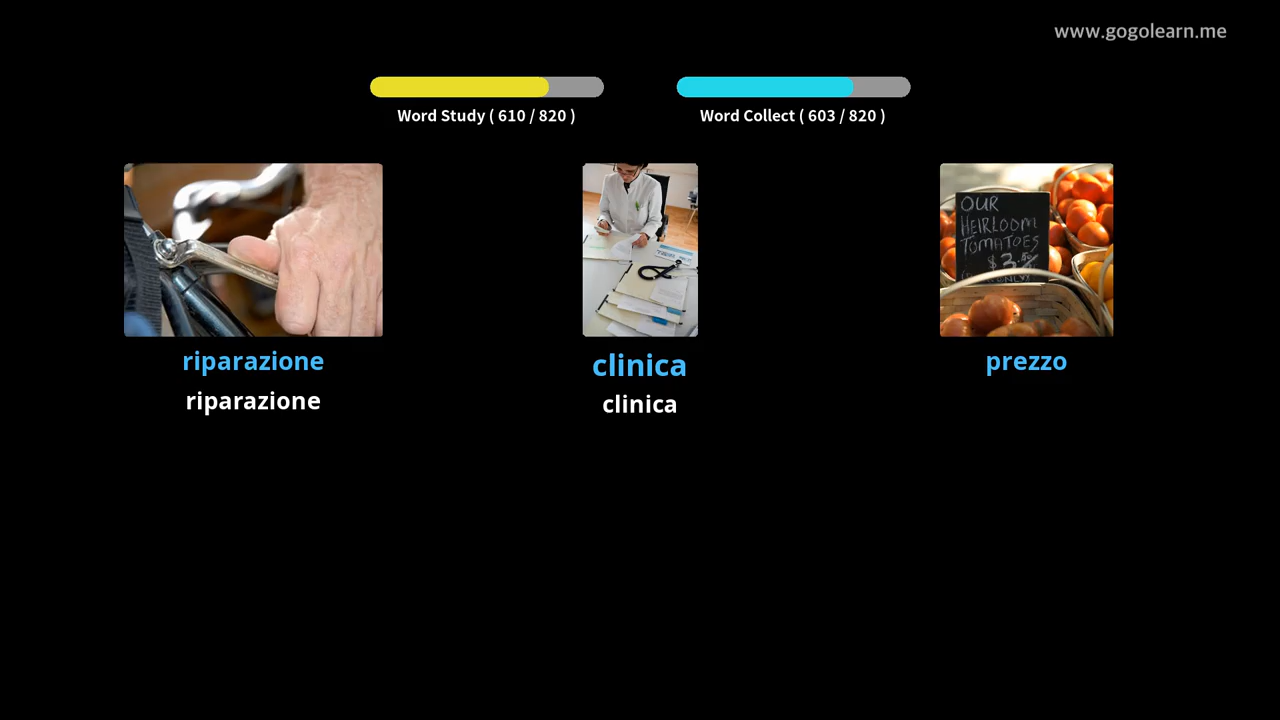 www.gogolearn.me
Word Study ( 610 / 820 )
Word Collect ( 603 / 820 )
OUR
HEIRLOOM
TOMATOES
$3
riparazione
clinica
prezzo
riparazione
clinica